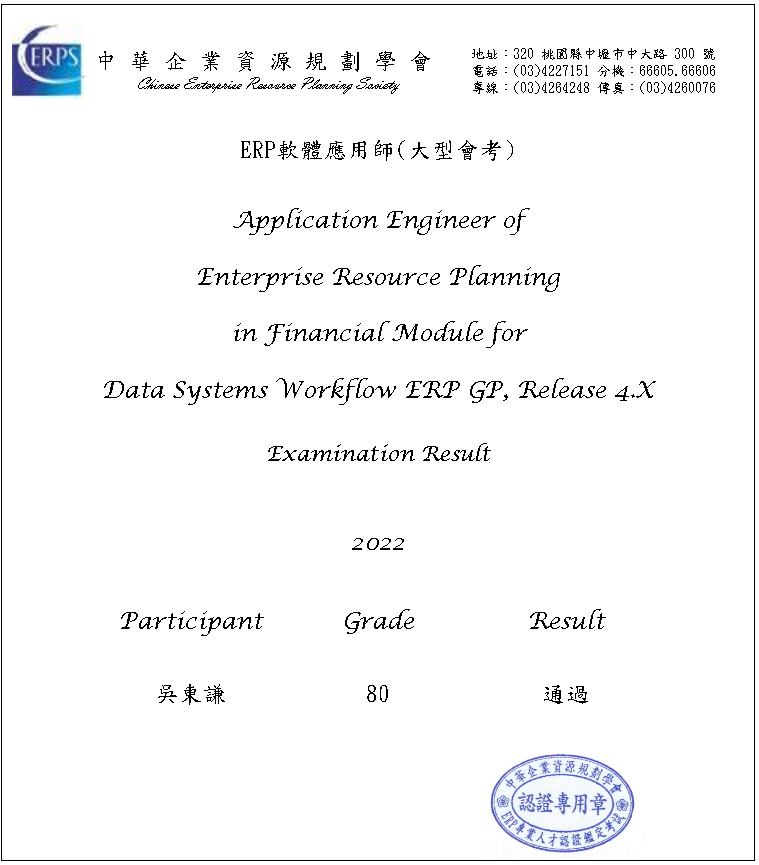 ERPS
中華企業資源規劃學會
Chinese Enterprise Resource Planning Society
地址：320 桃園縣中壢市中大路 300 號
電話：(03)4227151 分機：66605.66606
專線：(03)4264248 傳真：(03)4260076
ERP軟體應用師(大型會考)
Application Engineer of
Enterprise Resource Planning
in Financial Module for
Data Systems Workflow ERP GP, Release 4.X
Examination Result
2022
Participant Grade Result
吳東謙 80 通過
中華企業資源規劃學會
認證專用章
ERP專業人才認證鑑定考試